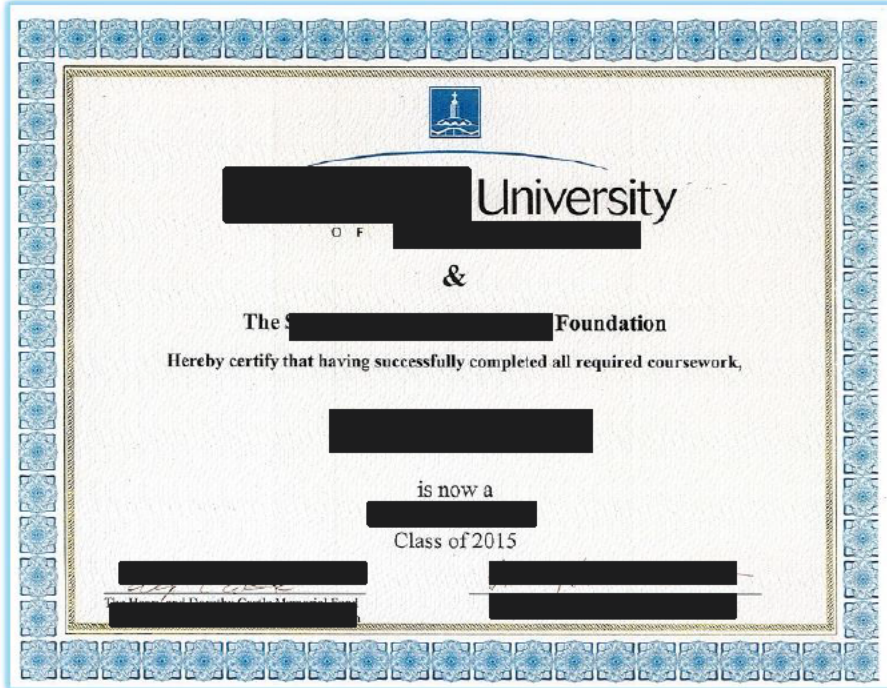 University
O F
&
The Foundation
Hereby certify that having successfully completed all required coursework,
is now a
Class of 2015